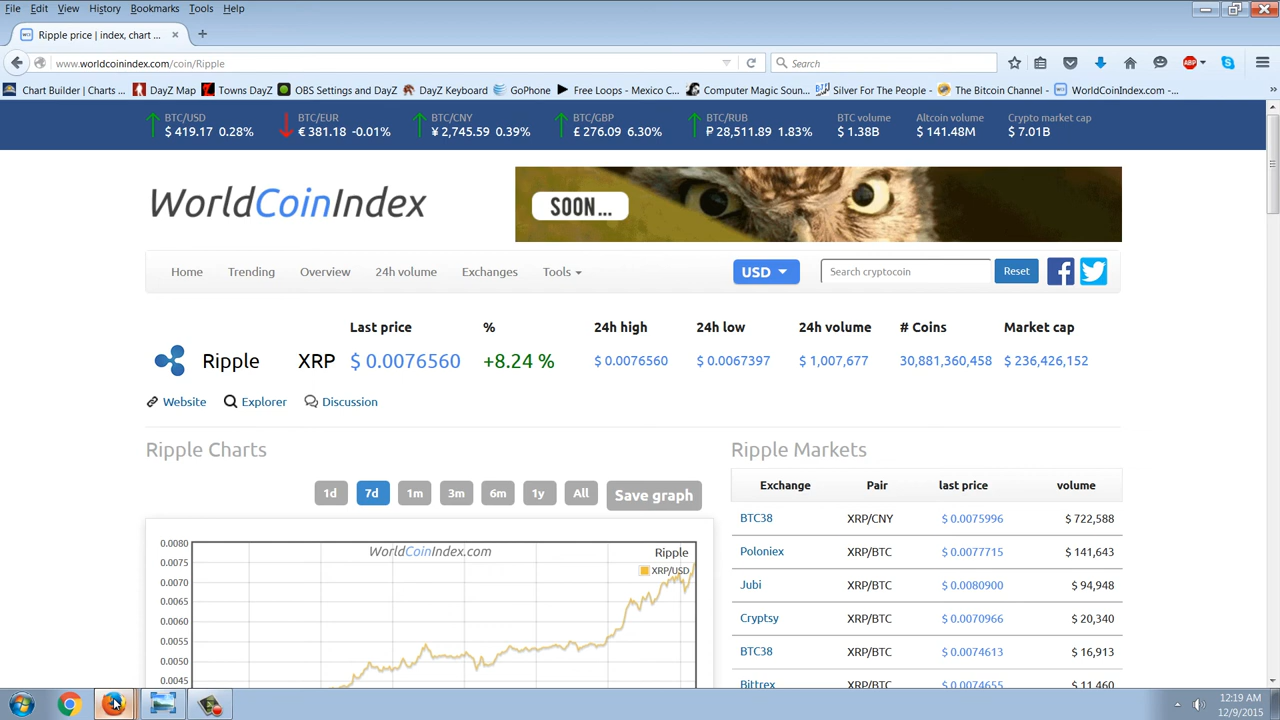 File Edit View History Bookmarks Tools Help
Ripple price | index, chart ...
www.worldcoinindex.com/coin/Ripple
Search
ABP
Chart Builder | Charts ... DayZ Map Towns DayZ OBS Settings and DayZ DayZ Keyboard GoPhone Free Loops - Mexico C... Computer Magic Soun... Silver For The People - ... The Bitcoin Channel - ... WorldCoinIndex.com -...
BTC/USD BTC/EUR BTC/CNY BTC/GBP BTC/RUB BTC volume Altcoin volume Crypto market cap
$ 419.17 0.28% € 381.18 -0.01% ¥ 2,745.59 0.39% £ 276.09 6.30% P 28,511.89 1.83% $ 1.38B $ 141.48M $ 7.01B
WorldCoinIndex
SOON...
Home Trending Overview 24h volume Exchanges Tools USD Search cryptocoin Reset
Last price % 24h high 24h low 24h volume # Coins Market cap
Ripple XRP $ 0.0076560 +8.24 % $ 0.0076560 $ 0.0067397 $ 1,007,677 30,881,360,458 $ 236,426,152
Website Explorer Discussion
Ripple Charts
1d 7d 1m 3m 6m 1y All Save graph
WorldCoinIndex.com
Ripple
XRP/USD
0.0080
0.0070
0.0065
0.0060
0.0055
0.0050
0.0045
Ripple Markets
Exchange Pair last price volume
BTC38 XRP/CNY $ 0.0075996 $ 722,588
Poloniex XRP/BTC $ 0.0077715 $ 141,643
Jubi XRP/BTC $ 0.0080900 $ 94,948
Cryptsy XRP/BTC $ 0.0070966 $ 20,340
BTC38 XRP/BTC $ 0.0074613 $ 16,913
Bittrex XRP/BTC $ 0.0074655 $ 11,460
12:19 AM
12/9/2015